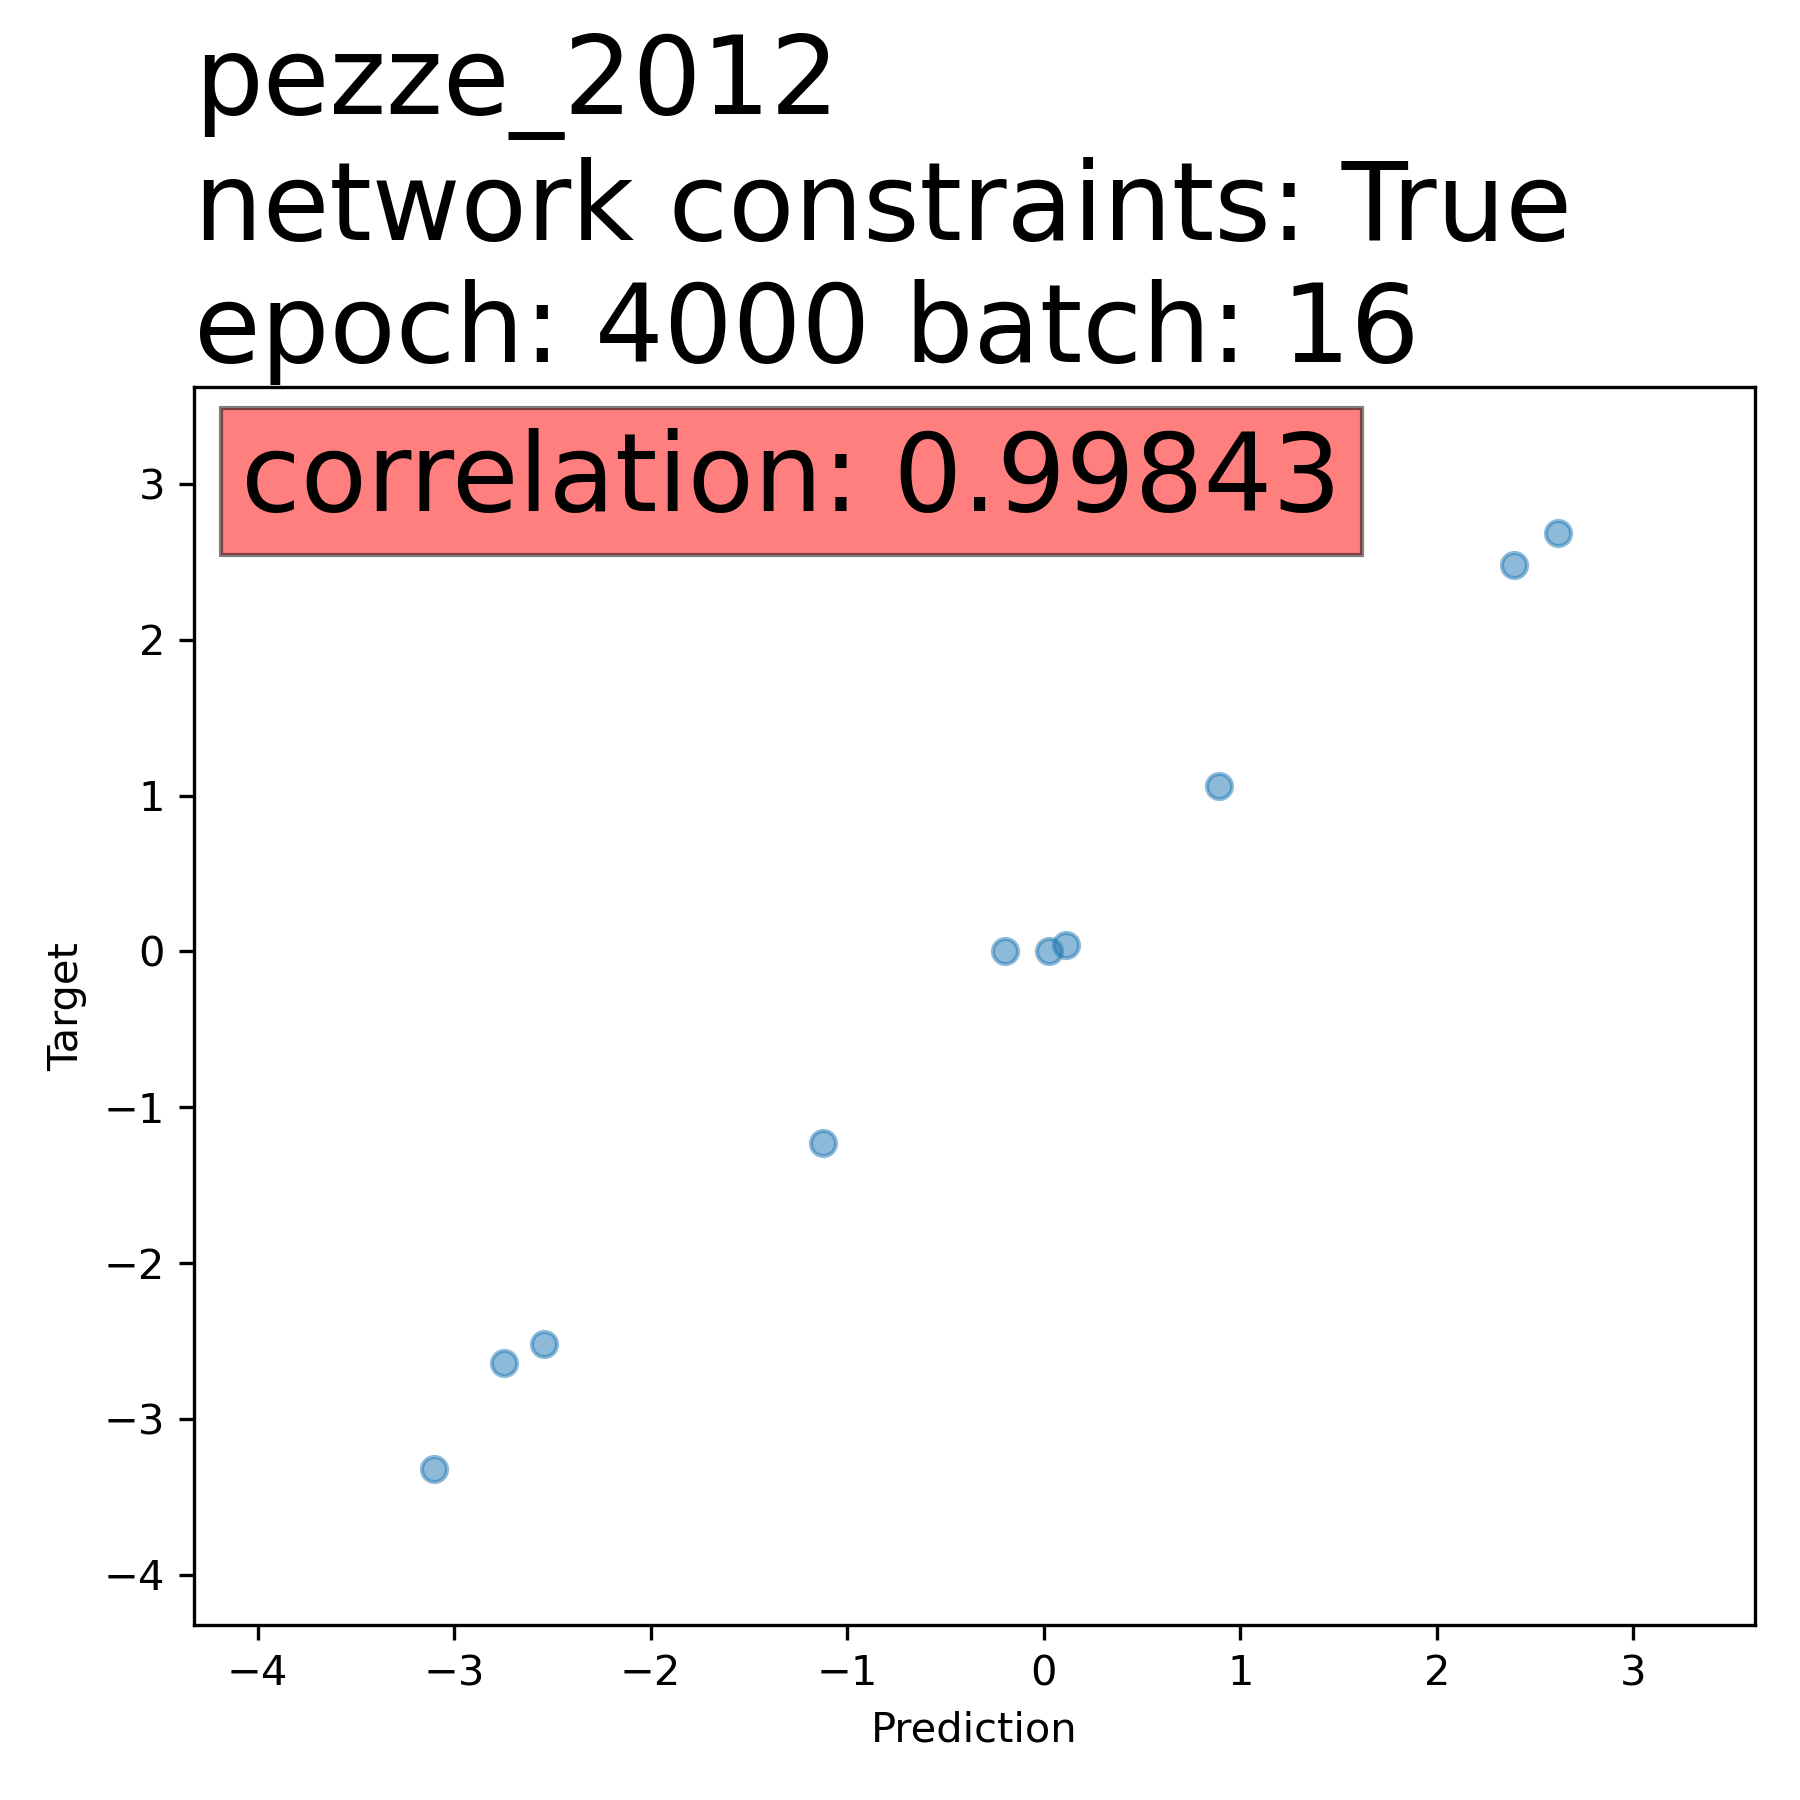 pezze_2012
network constraints: True
epoch: 4000 batch: 16
correlation: 0.99843
3
2
1
0
−1
−2
−3
−4
Target
−4 −3 −2 −1 0 1 2 3
Prediction